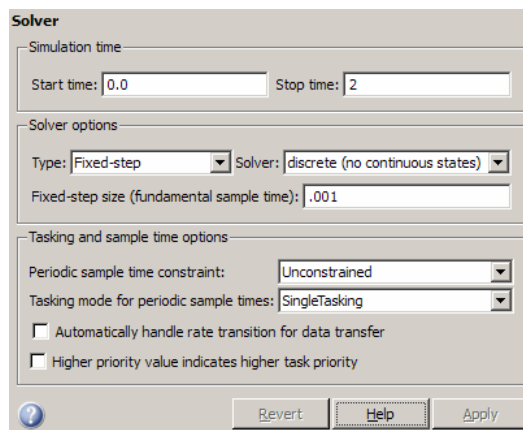 Solver
Simulation time
Start time: 0.0 Stop time: 2
Solver options
Type: Fixed-step Solver: discrete (no continuous states)
Fixed-step size (fundamental sample time): .001
Tasking and sample time options
Periodic sample time constraint: Unconstrained
Tasking mode for periodic sample times: SingleTasking
Automatically handle rate transition for data transfer
Higher priority value indicates higher task priority
? Revert Help Apply